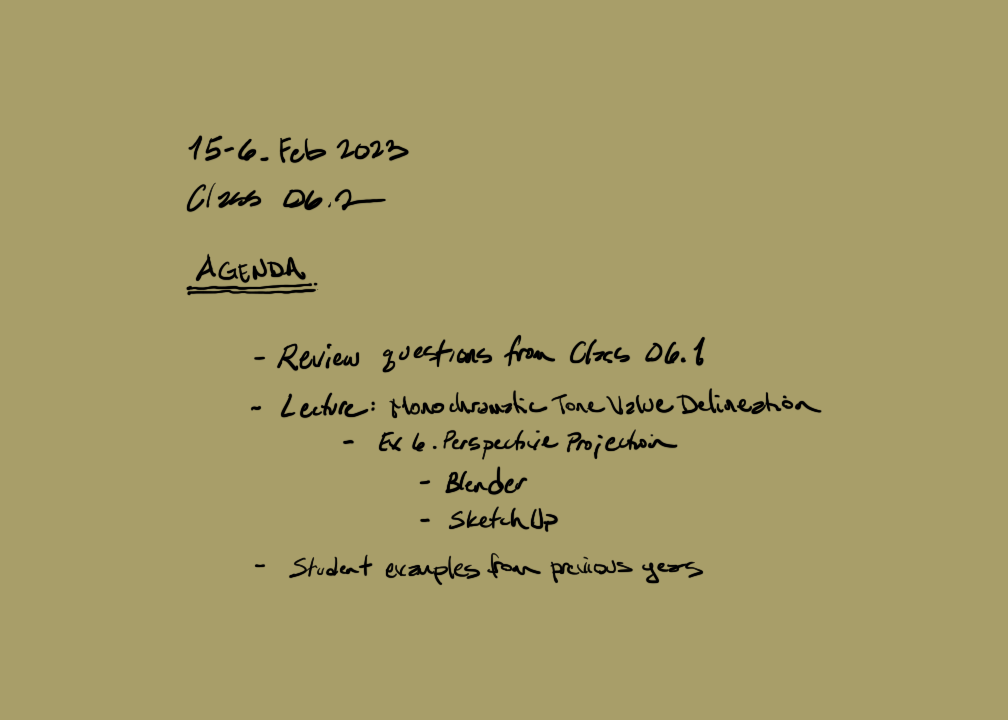 15-6. Feb 2023
Class 06.2
AGENDA
- Review questions from Class 06.1
- Lecture: Monochromatic Tone Value Delineation
- Ex 6. Perspective Projection
- Blender
- SketchUp
- Student examples from previous years